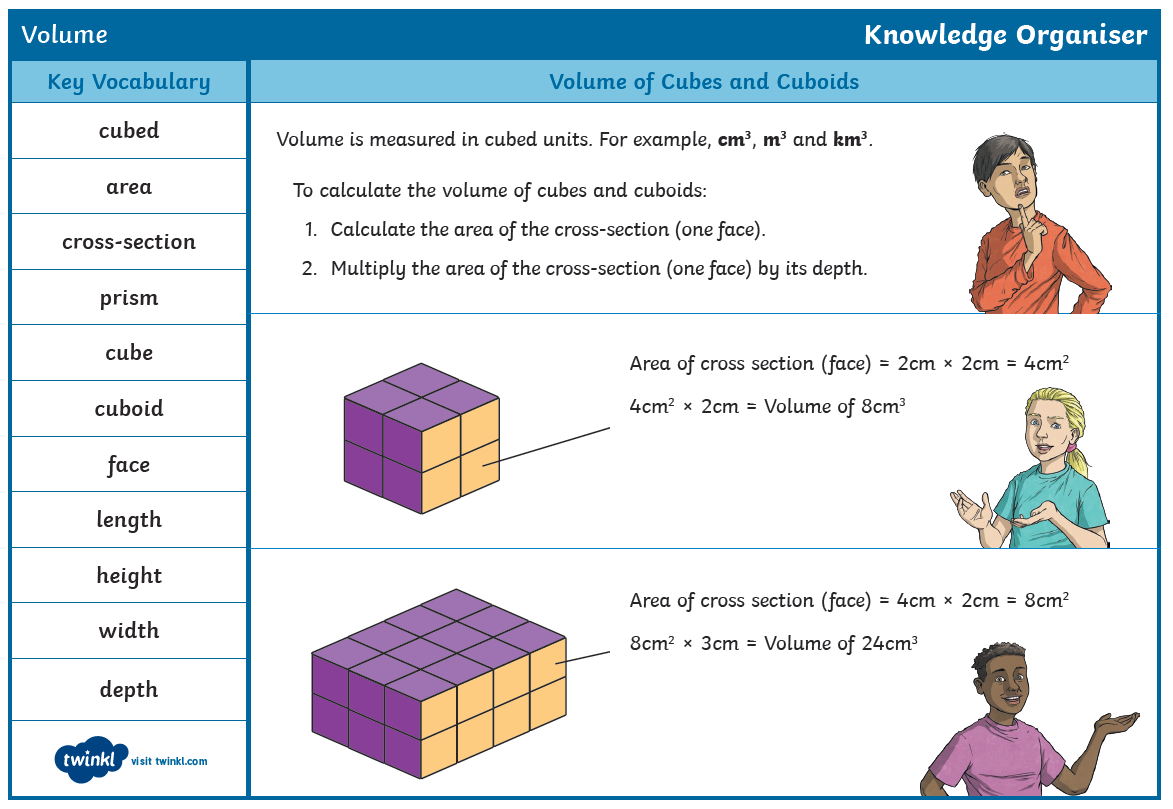 Volume
Knowledge Organiser
Key Vocabulary
cubed
area
cross-section
prism
cube
cuboid
face
length
height
width
depth
twinkl visit twinkl.com
Volume of Cubes and Cuboids
Volume is measured in cubed units. For example, cm³, m³ and km³.
To calculate the volume of cubes and cuboids:
1. Calculate the area of the cross-section (one face).
2. Multiply the area of the cross-section (one face) by its depth.
Area of cross section (face) = 2cm × 2cm = 4cm²
4cm² × 2cm = Volume of 8cm³
Area of cross section (face) = 4cm × 2cm = 8cm²
8cm² × 3cm = Volume of 24cm³